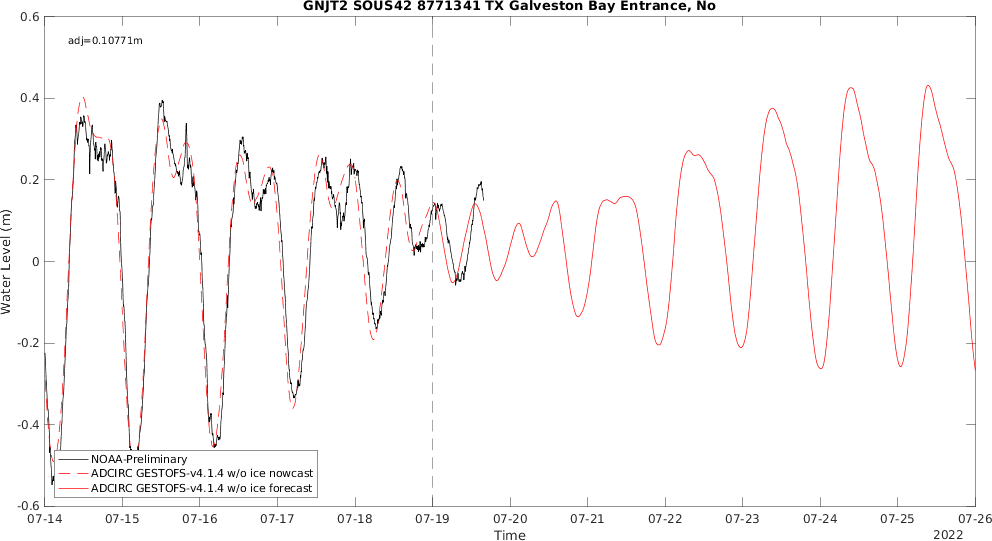 GNJT2 SOUS42 8771341 TX Galveston Bay Entrance, No
adj=0.10771m
0.6
0.4
0.2
0
-0.2
-0.4
-0.6
Water Level (m)
NOAA-Preliminary
ADCIRC GESTOFS-v4.1.4 w/o ice nowcast
ADCIRC GESTOFS-v4.1.4 w/o ice forecast
07-14 07-15 07-16 07-17 07-18 07-19 07-20 07-21 07-22 07-23 07-24 07-25 07-26
Time
2022